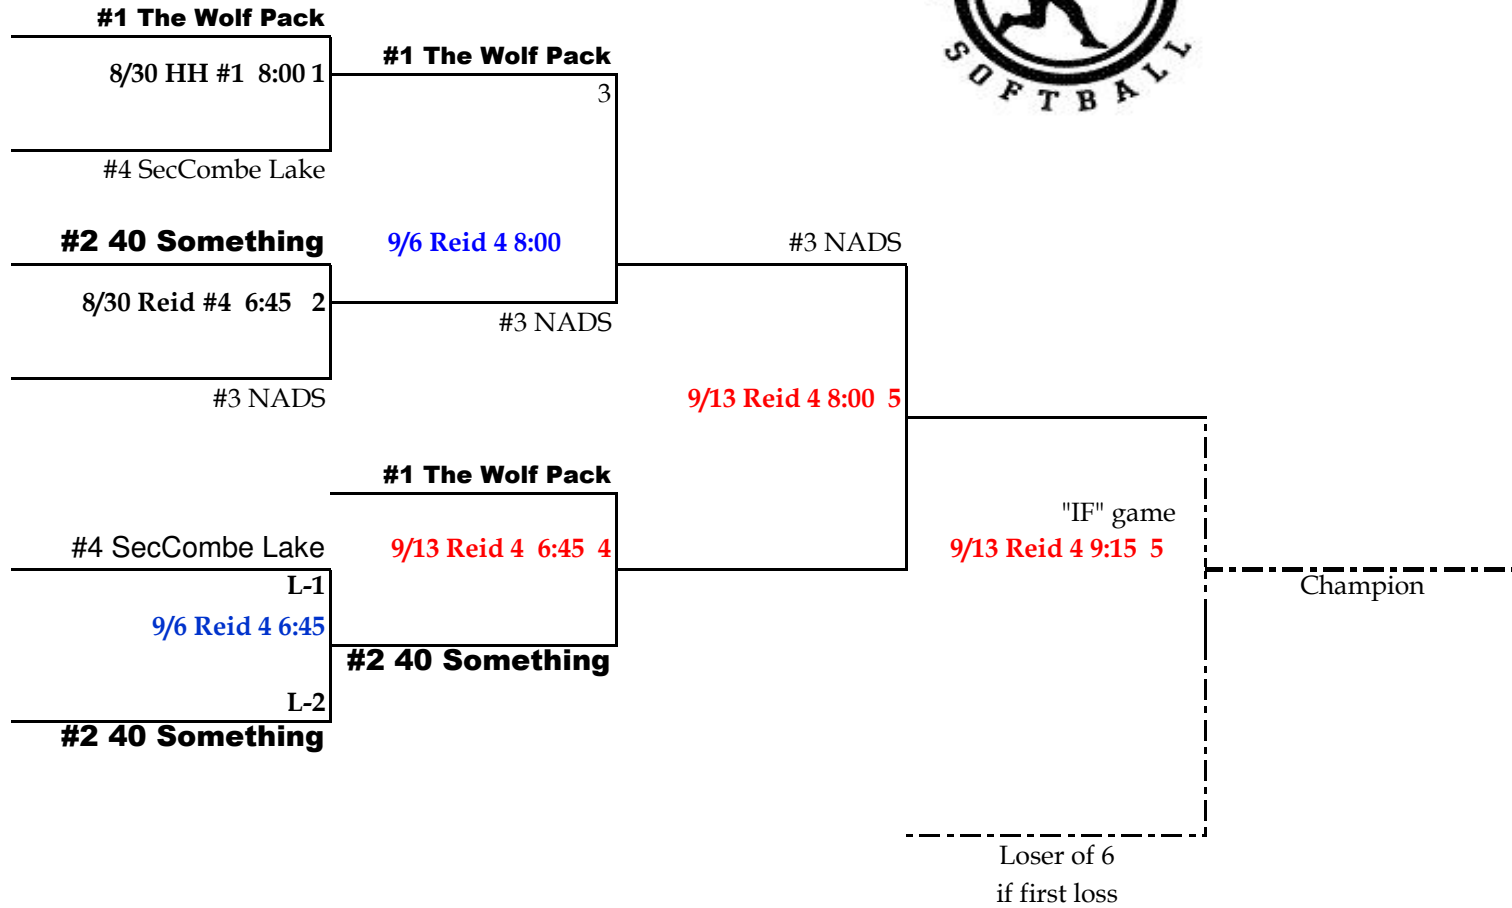 #1 The Wolf Pack
8/30 HH #1 8:00 1
#4 SecCombe Lake
#1 The Wolf Pack
3
SOFTBALL
#2 40 Something
8/30 Reid #4 6:45 2
#3 NADS
9/6 Reid 4 8:00
#3 NADS
#3 NADS
9/13 Reid 4 8:00 5
#1 The Wolf Pack
9/13 Reid 4 6:45 4
#2 40 Something
#4 SecCombe Lake
L-1
9/6 Reid 4 6:45
L-2
#2 40 Something
"IF" game
9/13 Reid 4 9:15 5
Champion
Loser of 6
if first loss